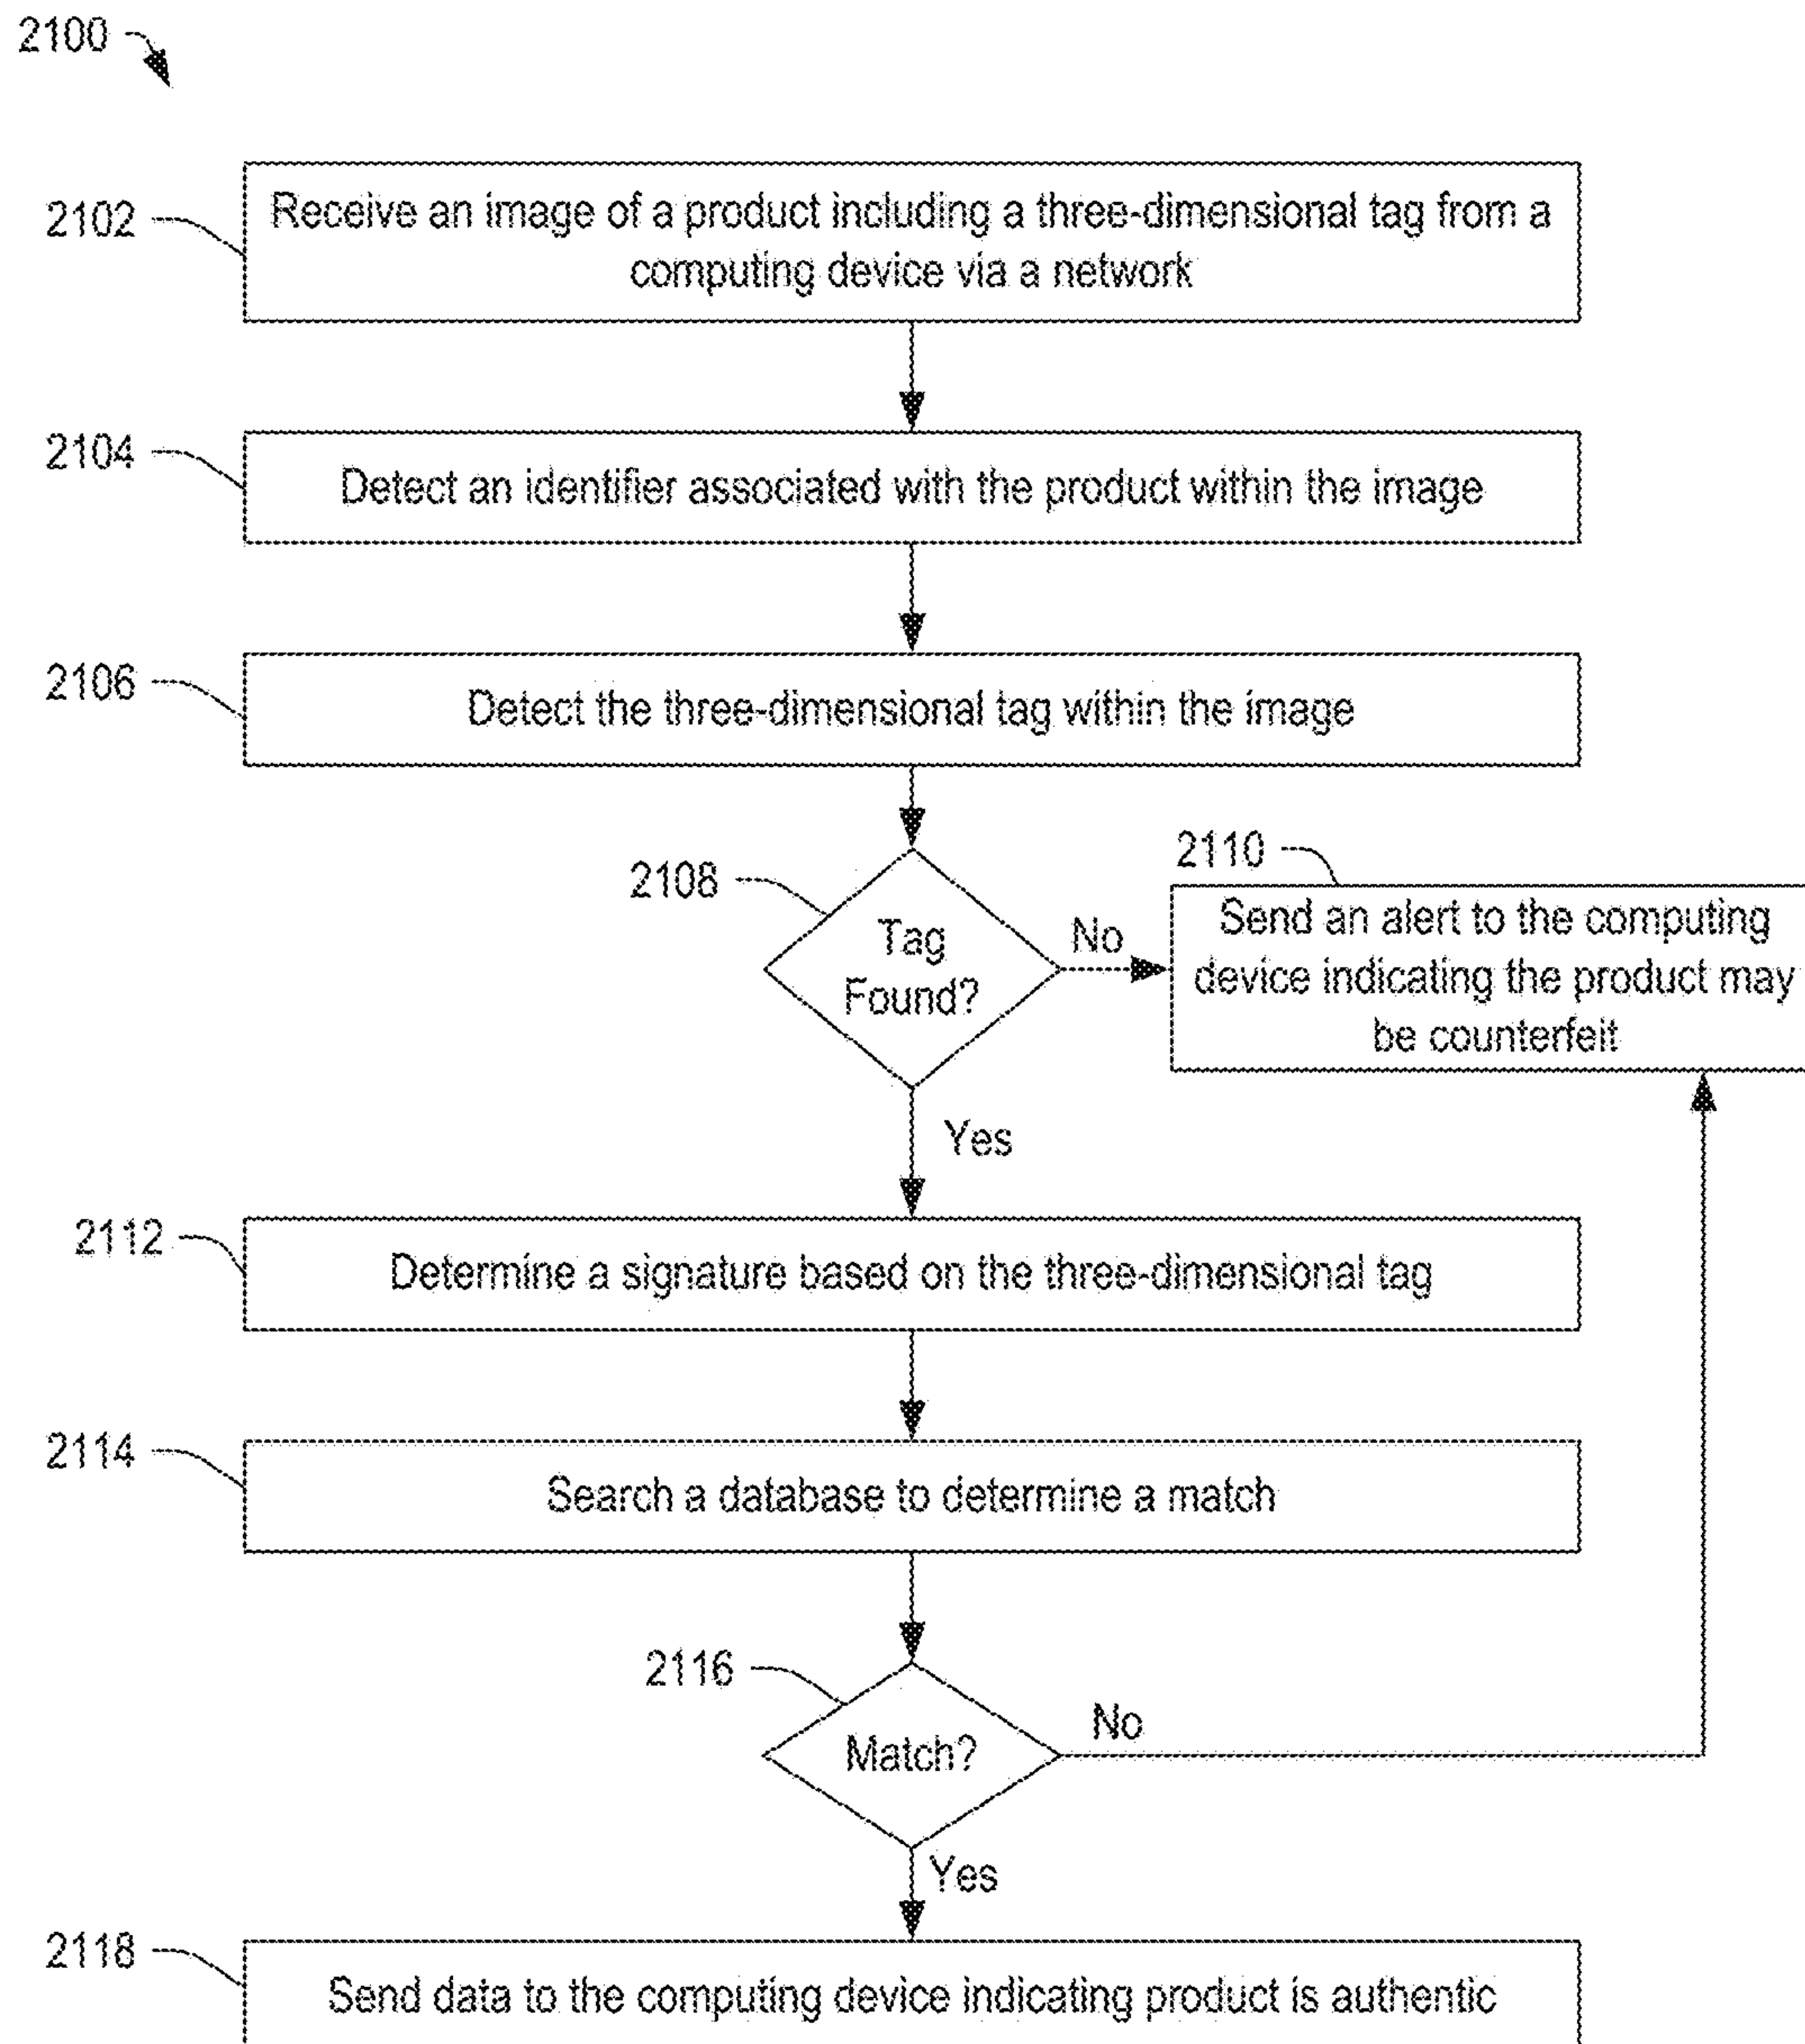 2100
2102
Receive an image of a product including a three-dimensional tag from a
computing device via a network
2104
Detect an identifier associated with the product within the image
2106
Detect the three-dimensional tag within the image
2108
Tag
Found?
No
2110
Send an alert to the computing
device indicating the product may
be counterfeit
Yes
2112
Determine a signature based on the three-dimensional tag
2114
Search a database to determine a match
2116
Match?
No
Yes
2118
Send data to the computing device indicating product is authentic